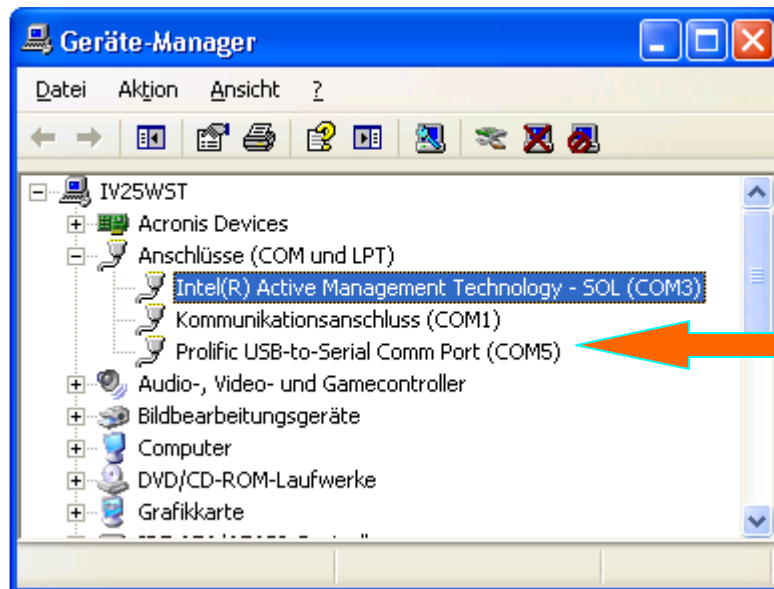 Geräte-Manager
Datei Aktion Ansicht ?
IV25WST
Acronis Devices
Anschlüsse (COM und LPT)
Intel(R) Active Management Technology - SOL (COM3)
Kommunikationsanschluss (COM1)
Prolific USB-to-Serial Comm Port (COM5)
Audio-, Video- und Gamecontroller
Bildbearbeitungsgeräte
Computer
DVD/CD-ROM-Laufwerke
Grafikkarte